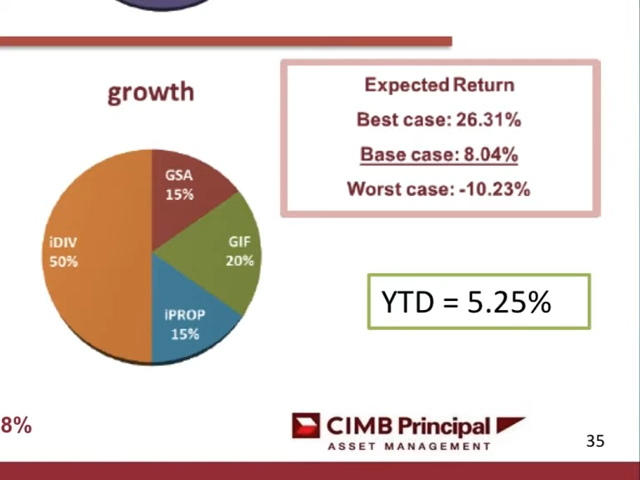 growth
Expected Return
Best case: 26.31%
Base case: 8.04%
Worst case: -10.23%
GSA
15%
iDIV
50%
GIF
20%
iPROP
15%
YTD = 5.25%
8%
CIMB Principal
ASSET MANAGEMENT
35